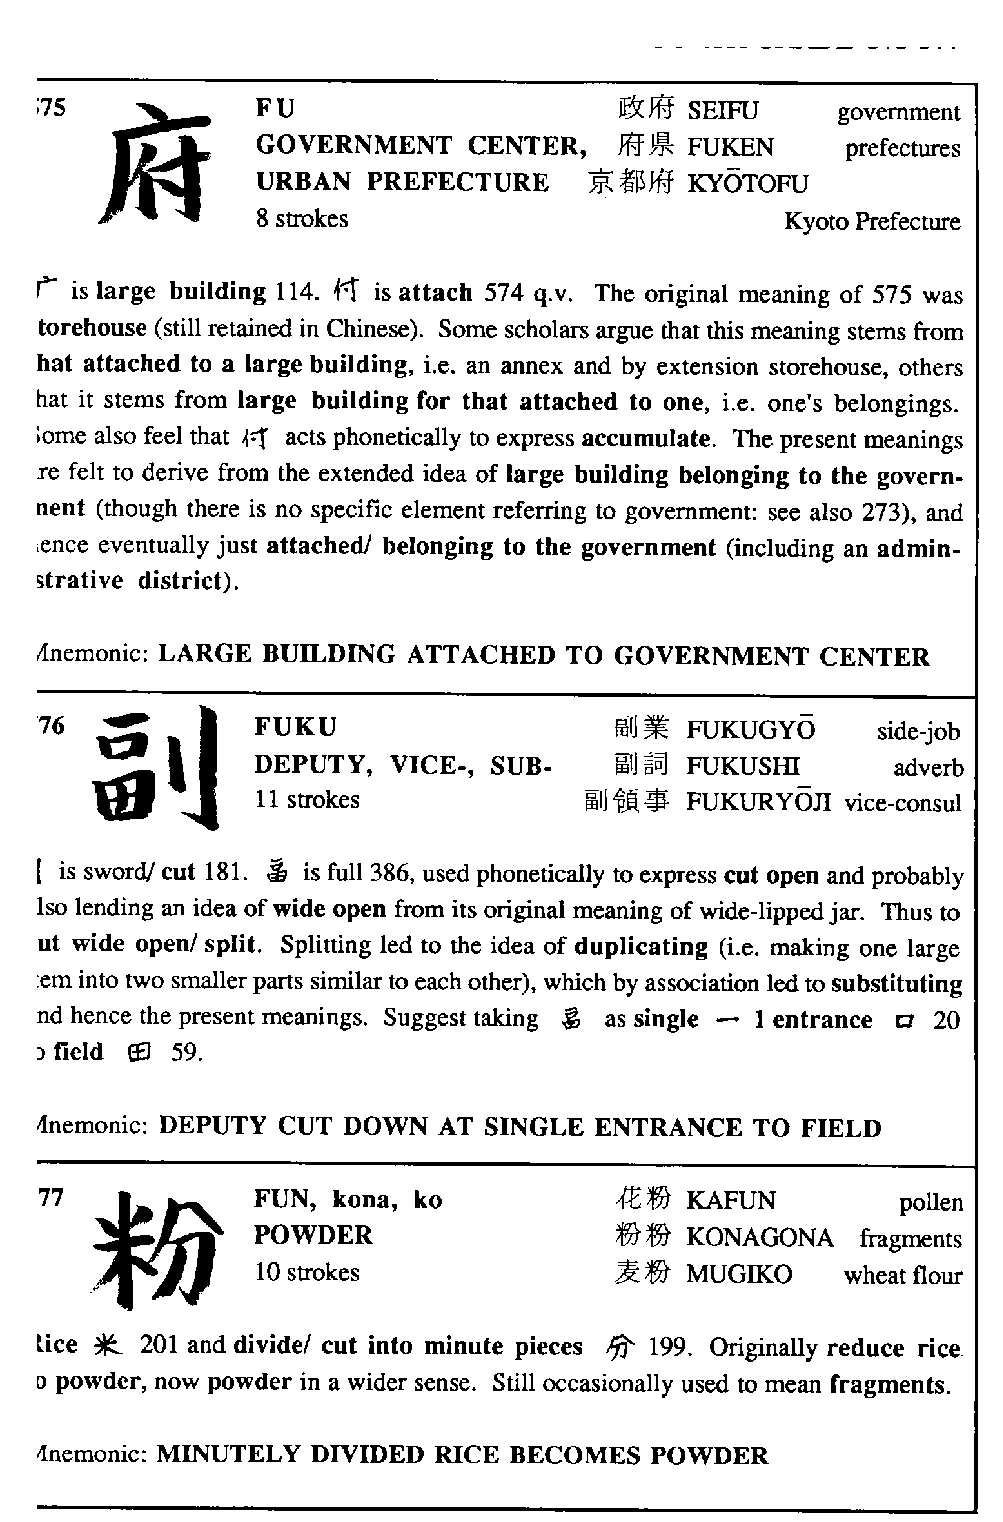 575 府 FU 政府 SEIFU government
GOVERNMENT CENTER, 府県 FUKEN prefectures
URBAN PREFECTURE 京都府 KYŌTOFU
8 strokes Kyoto Prefecture
广 is large building 114. 付 is attach 574 q.v. The original meaning of 575 was
torehouse (still retained in Chinese). Some scholars argue that this meaning stems from
hat attached to a large building, i.e. an annex and by extension storehouse, others
hat it stems from large building for that attached to one, i.e. one's belongings.
Some also feel that 付 acts phonetically to express accumulate. The present meanings
re felt to derive from the extended idea of large building belonging to the govern-
ment (though there is no specific element referring to government: see also 273), and
ence eventually just attached/ belonging to the government (including an admin-
strative district).
Mnemonic: LARGE BUILDING ATTACHED TO GOVERNMENT CENTER
76 副 FUKU 副業 FUKUGYŌ side-job
DEPUTY, VICE-, SUB- 副詞 FUKUSHI adverb
11 strokes 副領事 FUKURYŌJI vice-consul
is sword/ cut 181. 畐 is full 386, used phonetically to express cut open and probably
lso lending an idea of wide open from its original meaning of wide-lipped jar. Thus to
ut wide open/ split. Splitting led to the idea of duplicating (i.e. making one large
em into two smaller parts similar to each other), which by association led to substituting
nd hence the present meanings. Suggest taking 畐 as single 一 1 entrance 口 20
o field 田 59.
Mnemonic: DEPUTY CUT DOWN AT SINGLE ENTRANCE TO FIELD
77 粉 FUN, kona, ko 花粉 KAFUN pollen
POWDER 粉粉 KONAGONA fragments
10 strokes 麦粉 MUGIKO wheat flour
Rice 米 201 and divide/ cut into minute pieces 分 199. Originally reduce rice
o powder, now powder in a wider sense. Still occasionally used to mean fragments.
Mnemonic: MINUTELY DIVIDED RICE BECOMES POWDER